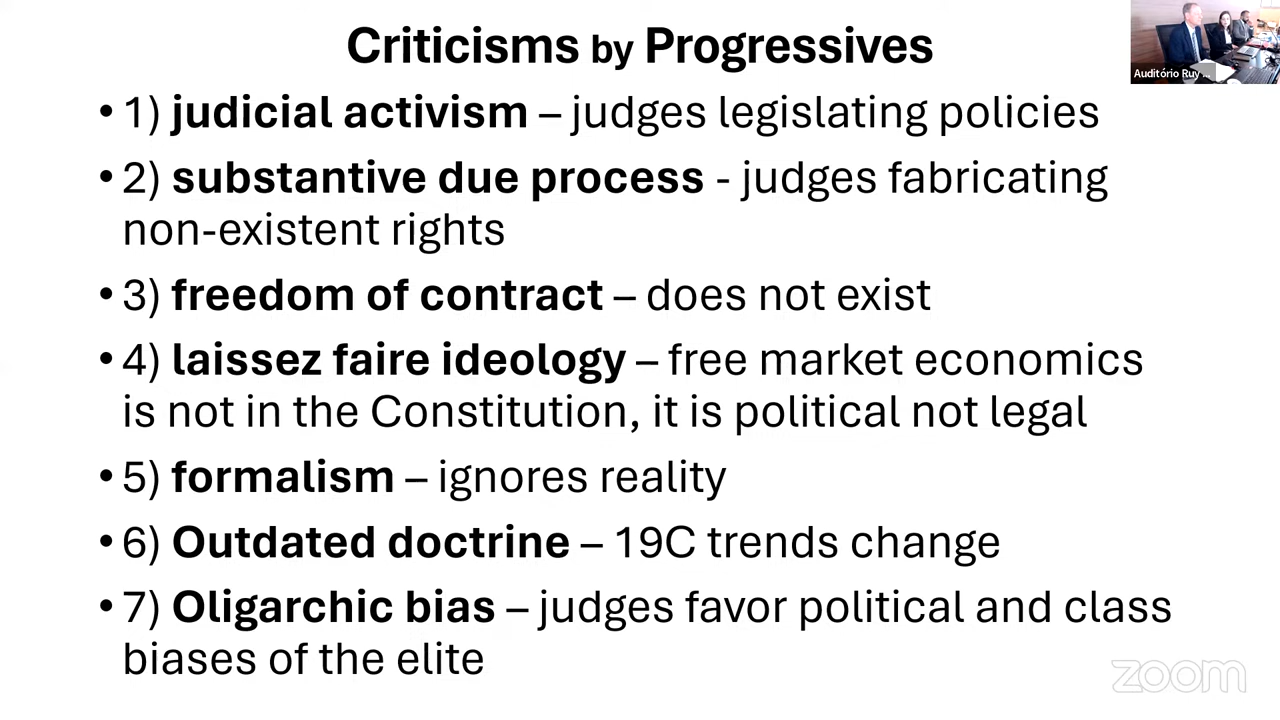 Criticisms by Progressives
• 1) judicial activism – judges legislating policies
• 2) substantive due process - judges fabricating
non-existent rights
• 3) freedom of contract – does not exist
• 4) laissez faire ideology – free market economics
is not in the Constitution, it is political not legal
• 5) formalism – ignores reality
• 6) Outdated doctrine – 19C trends change
• 7) Oligarchic bias – judges favor political and class
biases of the elite
Auditório Ruy ...
zoom